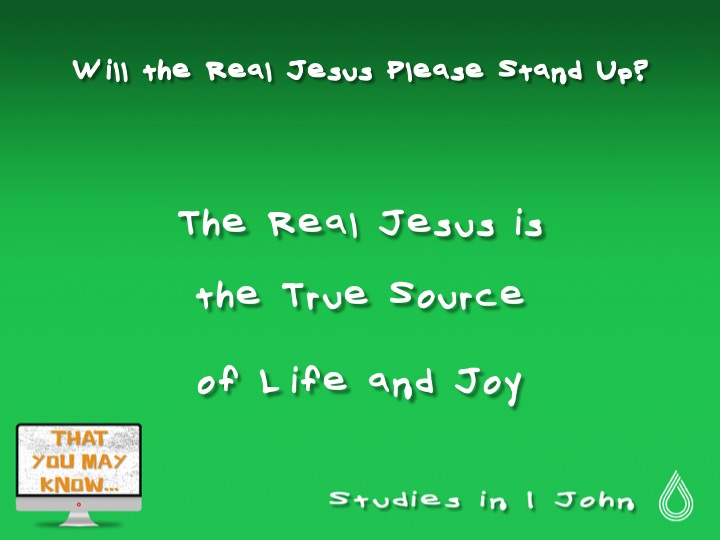 Will the Real Jesus Please Stand Up?
The Real Jesus is
the True Source
of Life and Joy
THAT
YOU MAY
KNOW...
Studies in 1 John